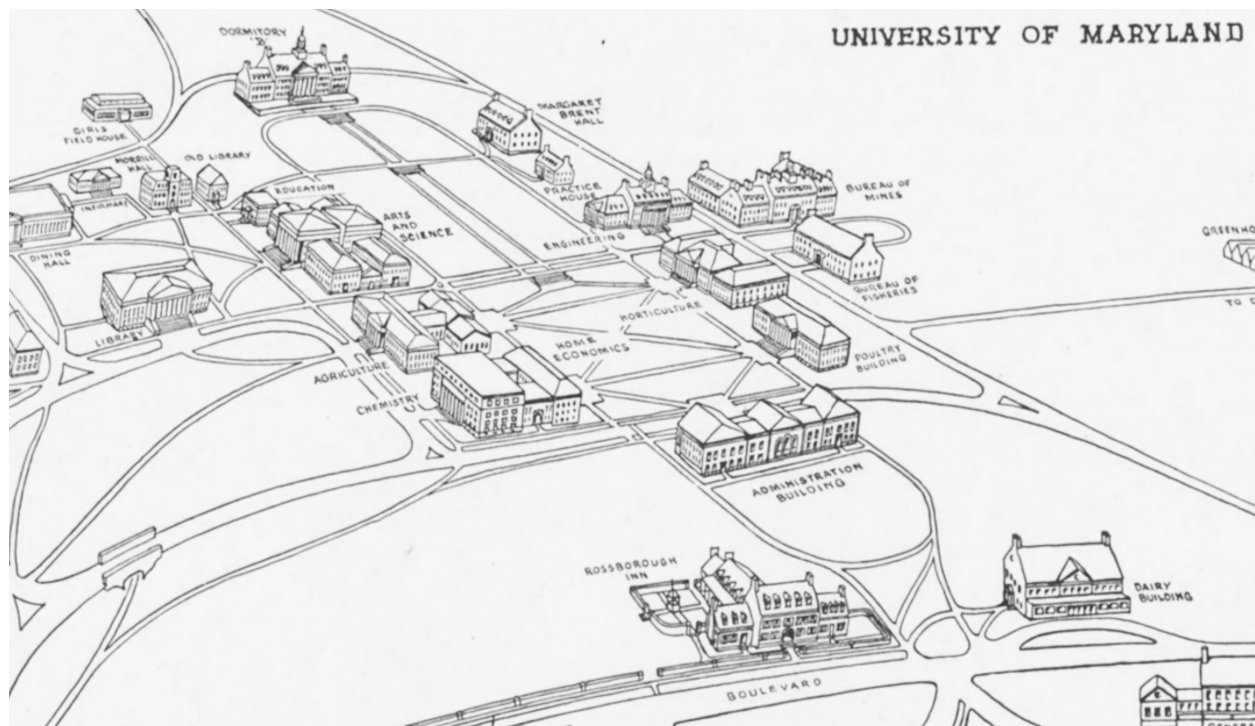 UNIVERSITY OF MARYLAND
DORMITORY
'B'
GIRLS
FIELD HOUSE
MARGARET
BRENT
HALL
MORRILL
HALL
OLD LIBRARY
INFIRMARY
EDUCATION
PRACTICE
HOUSE
BUREAU OF
MINES
ARTS
AND
SCIENCE
ENGINEERING
DINING
HALL
BUREAU OF
FISHERIES
TO
LIBRARY
HORTICULTURE
HOME
ECONOMICS
AGRICULTURE
POULTRY
BUILDING
CHEMISTRY
ADMINISTRATION
BUILDING
ROSSBOROUGH
INN
DAIRY
BUILDING
BOULEVARD